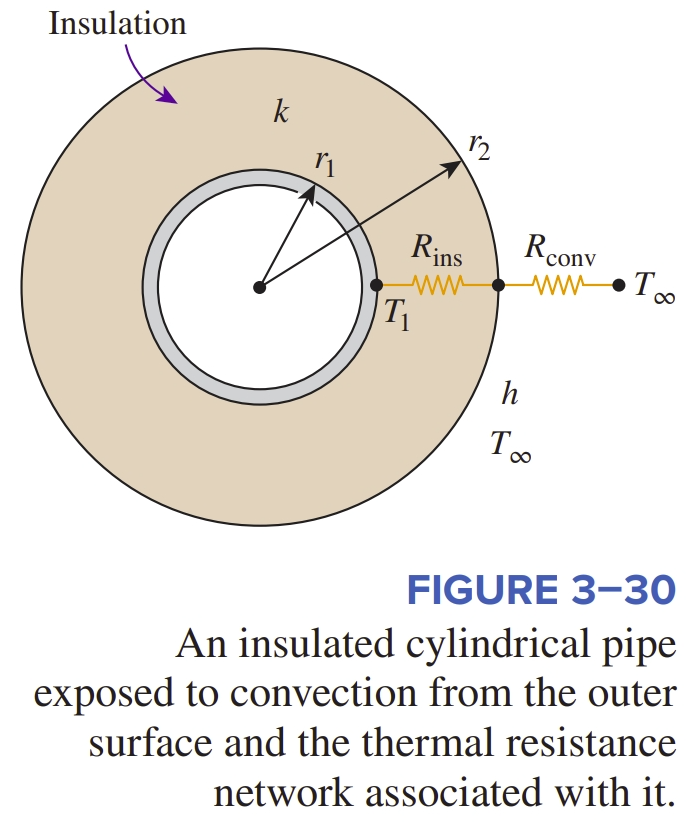 Insulation
k
r1
r2
Rins
Rconv
T∞
T1
h
T∞
FIGURE 3–30
An insulated cylindrical pipe
exposed to convection from the outer
surface and the thermal resistance
network associated with it.